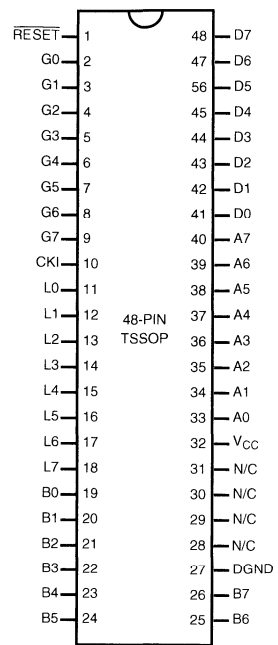 RESET 1 48 D7
G0 2 47 D6
G1 3 56 D5
G2 4 45 D4
G3 5 44 D3
G4 6 43 D2
G5 7 42 D1
G6 8 41 D0
G7 9 40 A7
CKI 10 39 A6
L0 11 38 A5
L1 12 48-PIN 37 A4
L2 13 TSSOP 36 A3
L3 14 35 A2
L4 15 34 A1
L5 16 33 A0
L6 17 32 VCC
L7 18 31 N/C
B0 19 30 N/C
B1 20 29 N/C
B2 21 28 N/C
B3 22 27 DGND
B4 23 26 B7
B5 24 25 B6